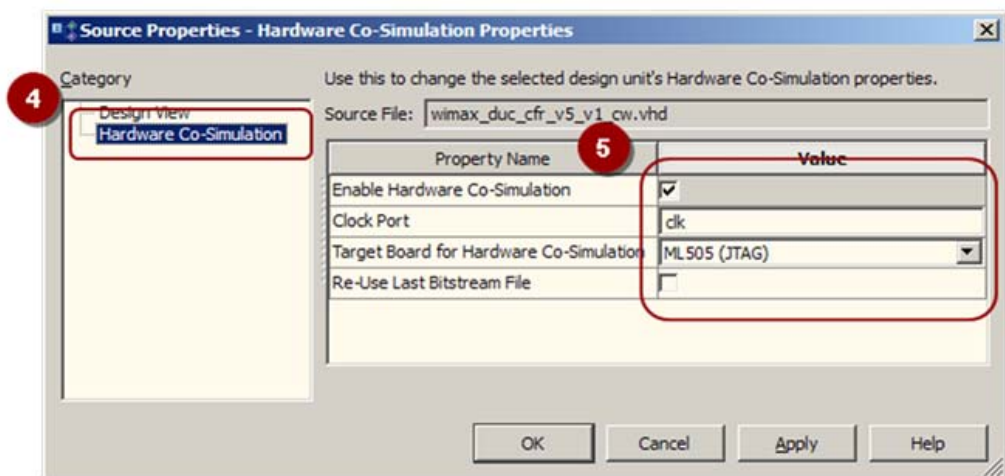 Source Properties - Hardware Co-Simulation Properties
Category
Use this to change the selected design unit's Hardware Co-Simulation properties.
4
Design View
Hardware Co-Simulation
Source File: wimax_duc_cfr_v5_v1_cw.vhd
5
Property Name Value
Enable Hardware Co-Simulation
Clock Port clk
Target Board for Hardware Co-Simulation ML505 (JTAG)
Re-Use Last Bitstream File
OK Cancel Apply Help